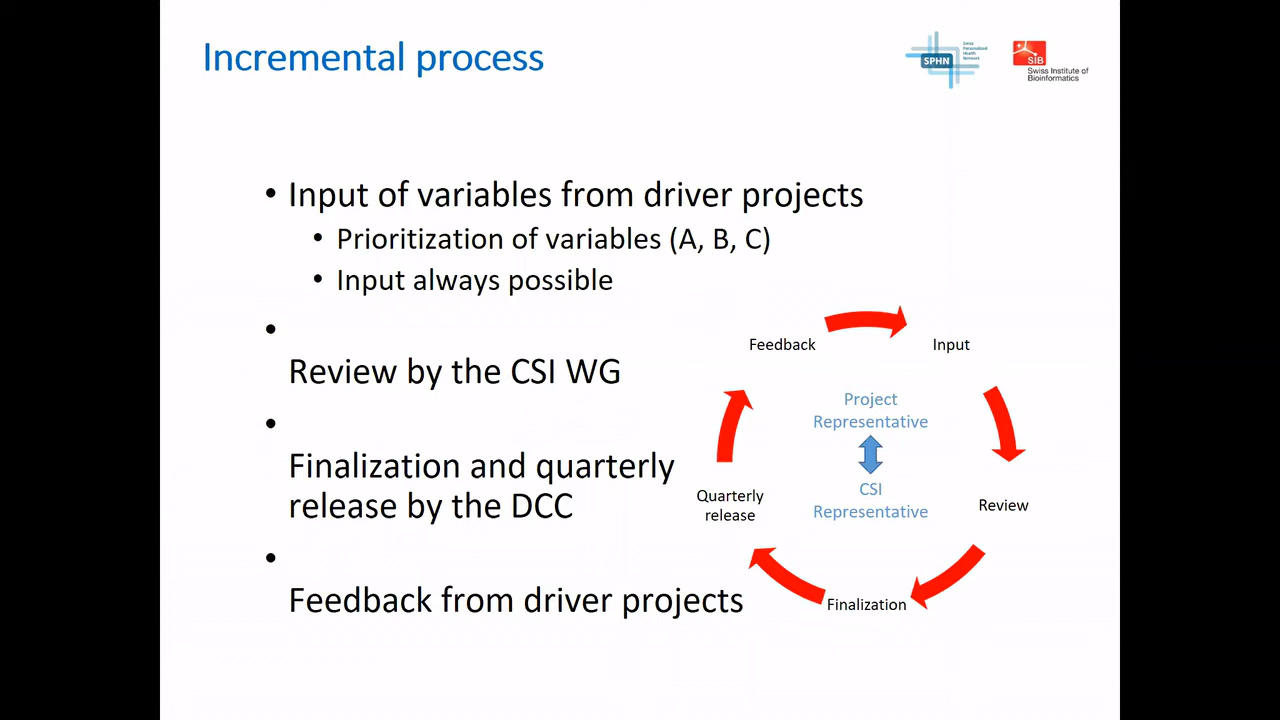 Incremental process
SPHN
Swiss
Personalized
Health
Network
SIB
Swiss Institute of
Bioinformatics
• Input of variables from driver projects
• Prioritization of variables (A, B, C)
• Input always possible
•
Review by the CSI WG
•
Finalization and quarterly
release by the DCC
•
Feedback from driver projects
Feedback
Input
Project
Representative
CSI
Representative
Quarterly
release
Review
Finalization